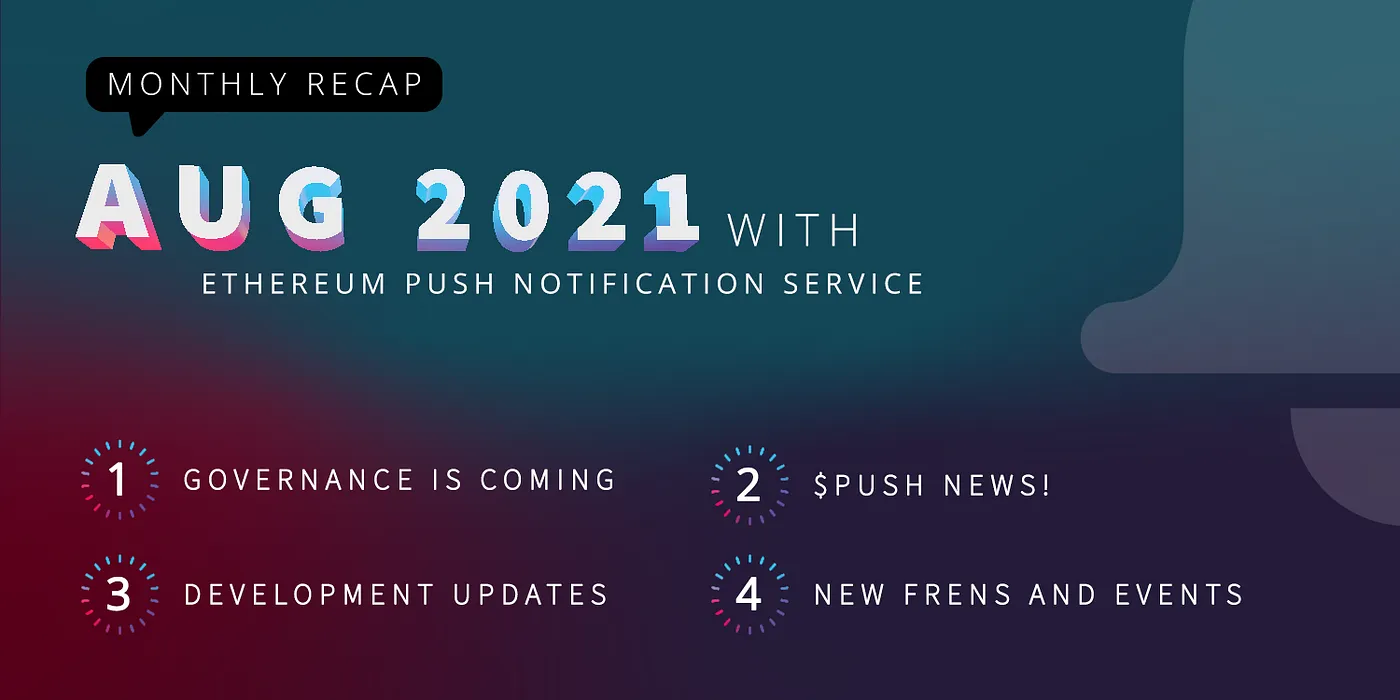 MONTHLY RECAP
AUG 2021 WITH
ETHEREUM PUSH NOTIFICATION SERVICE
1 GOVERNANCE IS COMING
2 $PUSH NEWS!
3 DEVELOPMENT UPDATES
4 NEW FRENS AND EVENTS